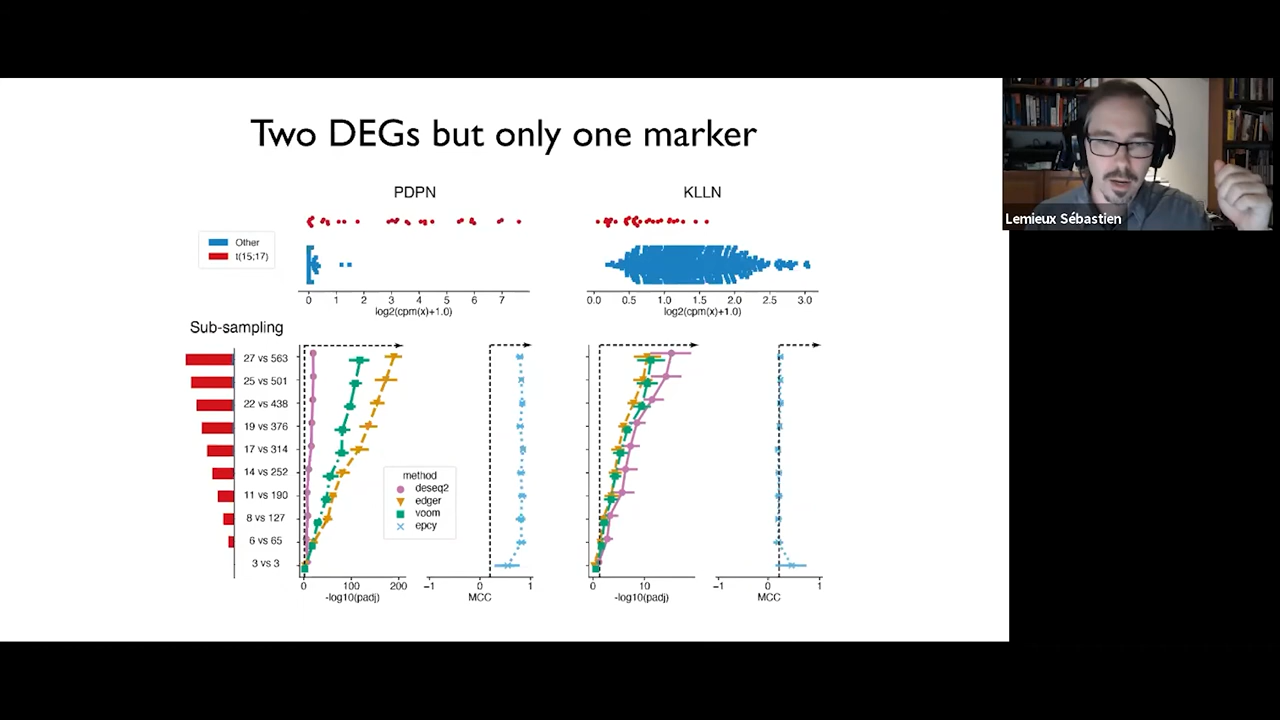 Two DEGs but only one marker
PDPN
KLLN
Other
t(15;17)
0 1 2 3 4 5 6 7
log2(cpm(x)+1.0)
0.0 0.5 1.0 1.5 2.0 2.5 3.0
log2(cpm(x)+1.0)
Sub-sampling
27 vs 563
25 vs 501
22 vs 438
19 vs 376
17 vs 314
14 vs 252
11 vs 190
8 vs 127
6 vs 65
3 vs 3
method
deseq2
edger
voom
epcy
0 100 200
-log10(padj)
−1 0 1
MCC
0 10
-log10(padj)
−1 0 1
MCC
Lemieux Sébastien